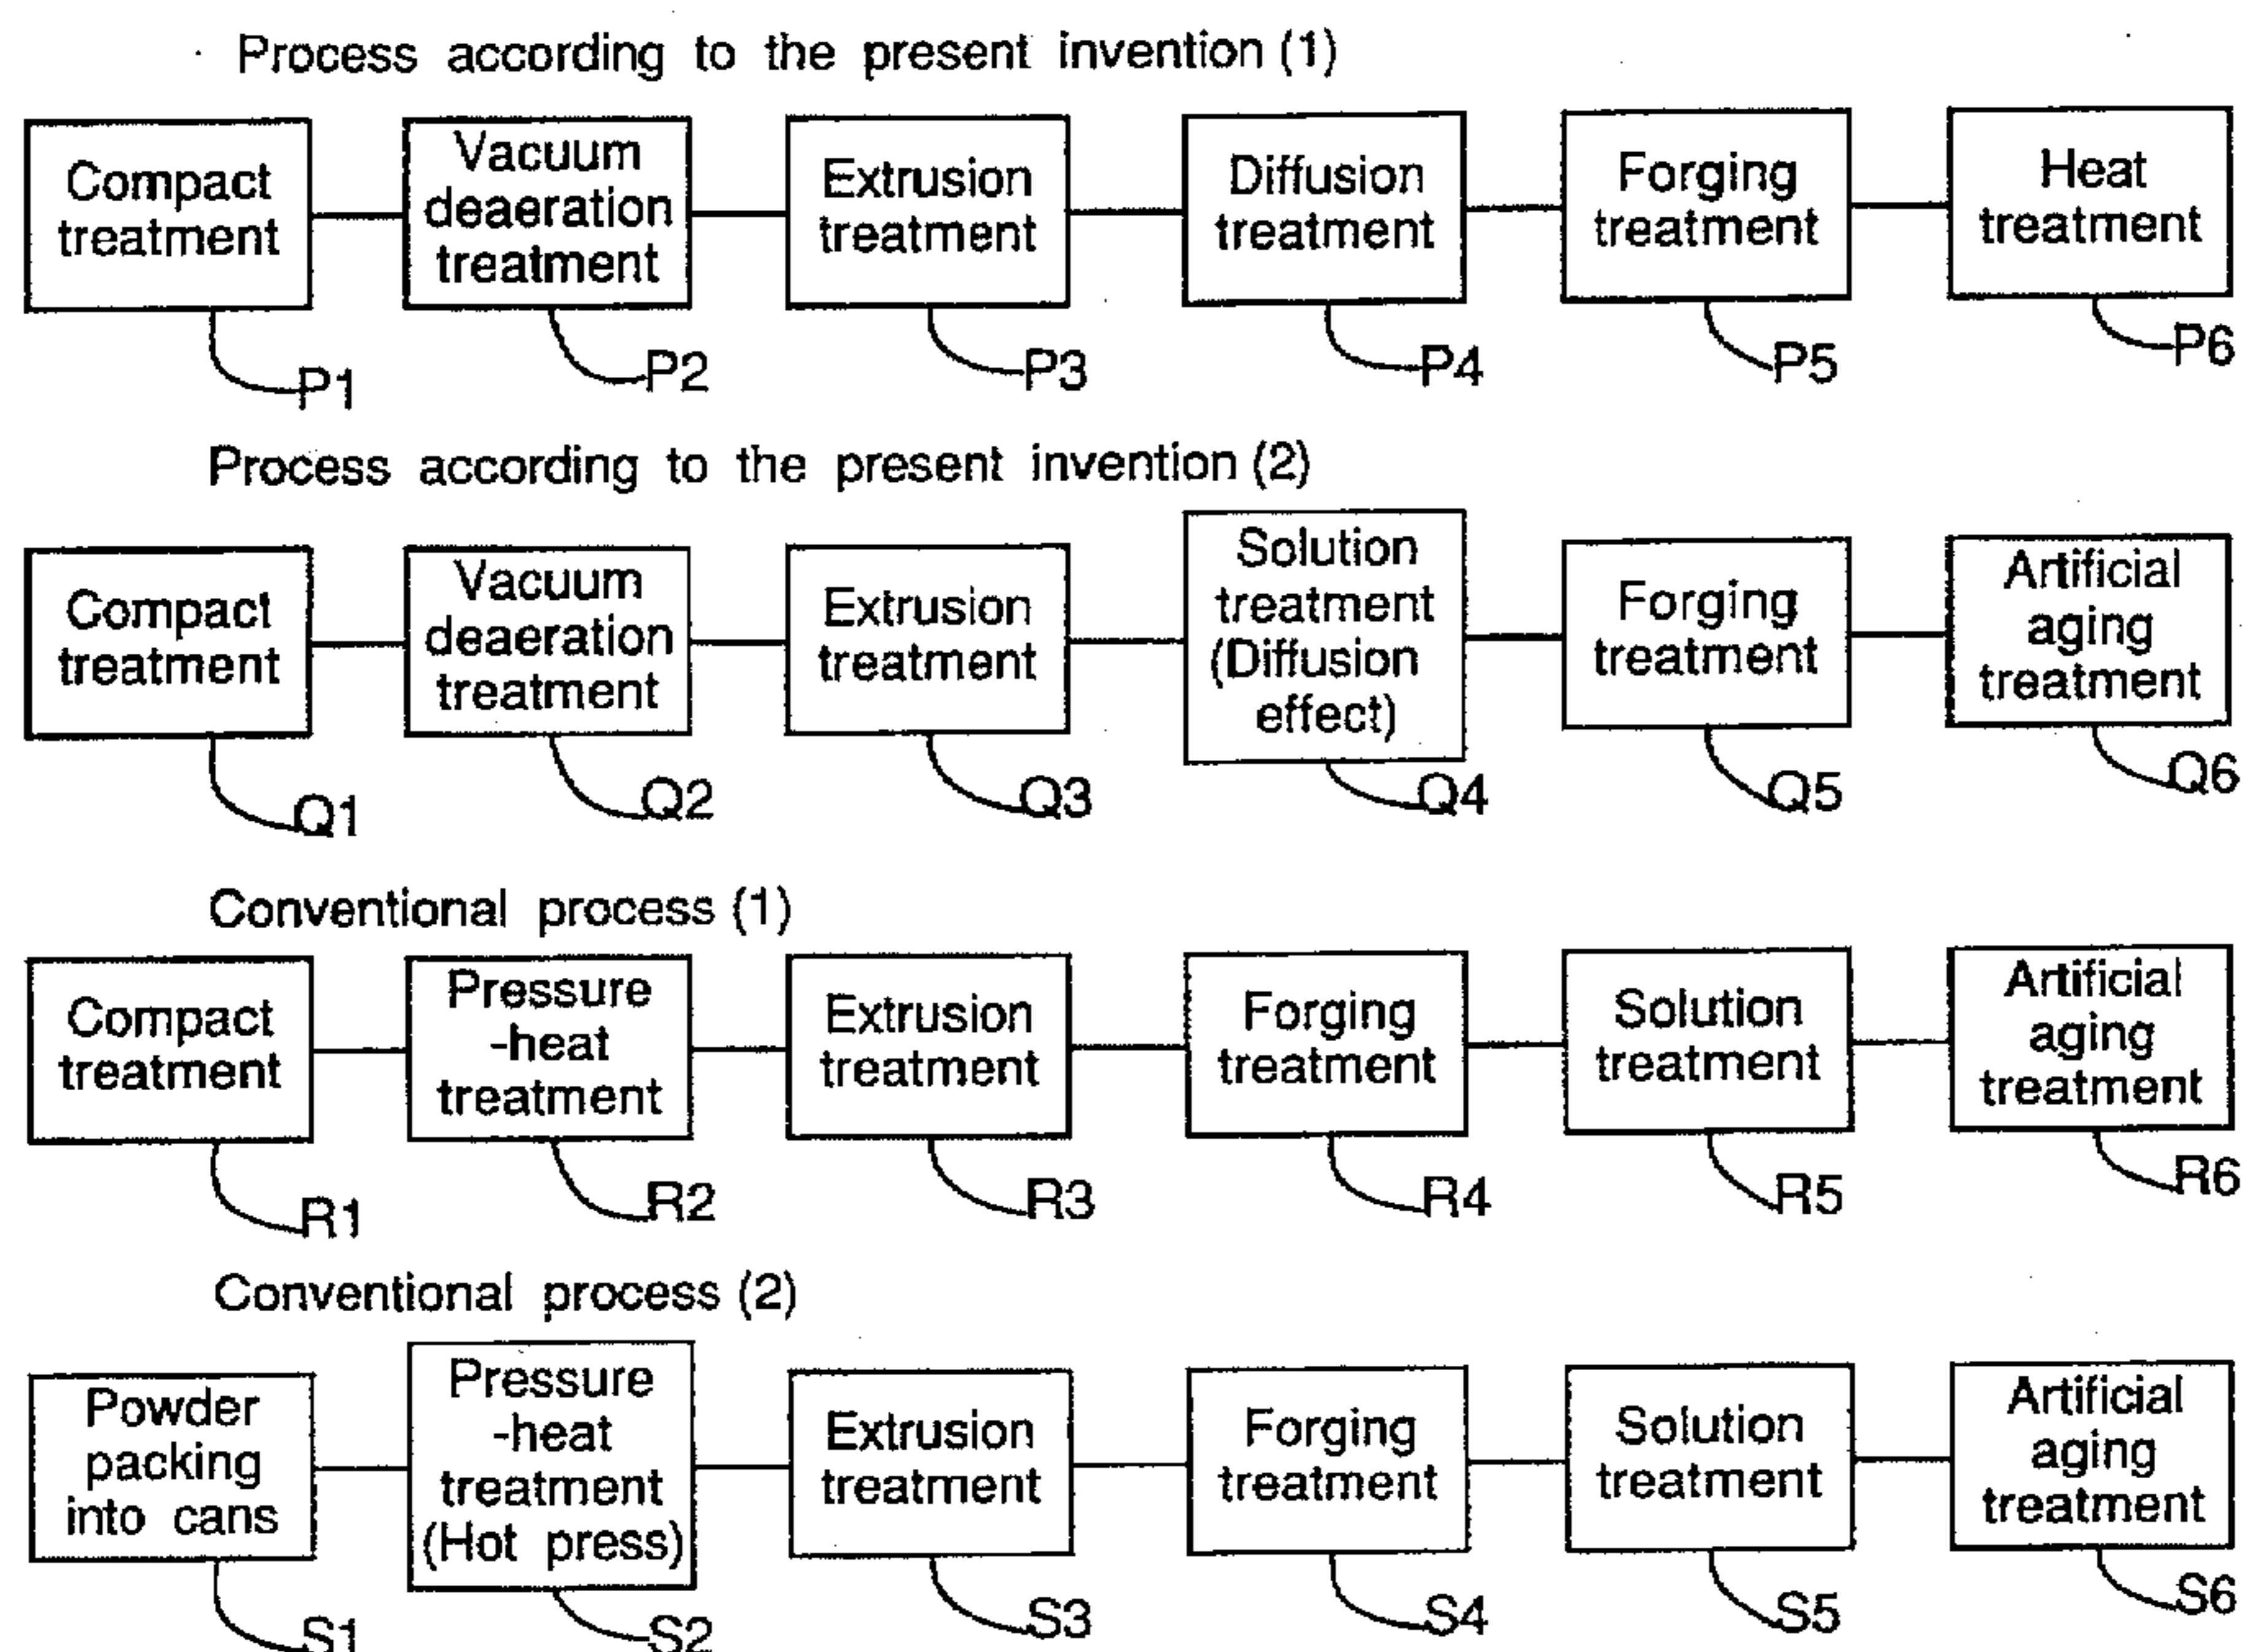 Process according to the present invention (1)
Compact
treatment
Vacuum
deaeration
treatment
Extrusion
treatment
Diffusion
treatment
Forging
treatment
Heat
treatment
P1
P2
P3
P4
P5
P6
Process according to the present invention (2)
Compact
treatment
Vacuum
deaeration
treatment
Extrusion
treatment
Solution
treatment
(Diffusion
effect)
Forging
treatment
Artificial
aging
treatment
Q1
Q2
Q3
Q4
Q5
Q6
Conventional process (1)
Compact
treatment
Pressure
-heat
treatment
Extrusion
treatment
Forging
treatment
Solution
treatment
Artificial
aging
treatment
R1
R2
R3
R4
R5
R6
Conventional process (2)
Powder
packing
into cans
Pressure
-heat
treatment
(Hot press)
Extrusion
treatment
Forging
treatment
Solution
treatment
Artificial
aging
treatment
S1
S2
S3
S4
S5
S6